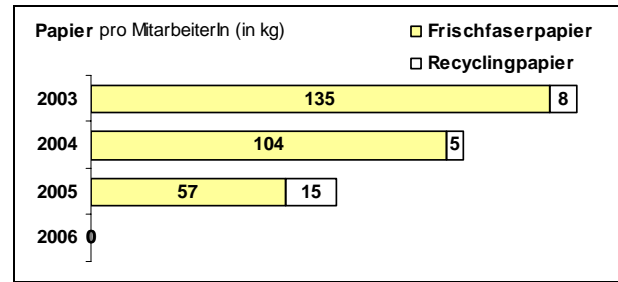 Papier pro MitarbeiterIn (in kg)
Frischfaserpapier
Recyclingpapier
2003 135 8
2004 104 5
2005 57 15
2006 0